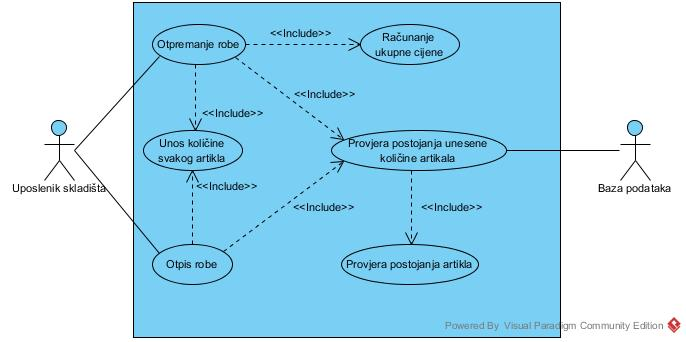 <<Include>>
Otpremanje robe
Računanje
ukupne cijene
<<Include>>
<<Include>>
Unos količine
svakog artikla
Provjera postojanja unesene
količine artikala
Uposlenik skladišta
<<Include>>
Baza podataka
<<Include>>
<<Include>>
Otpis robe
Provjera postojanja artikla
Powered By Visual Paradigm Community Edition